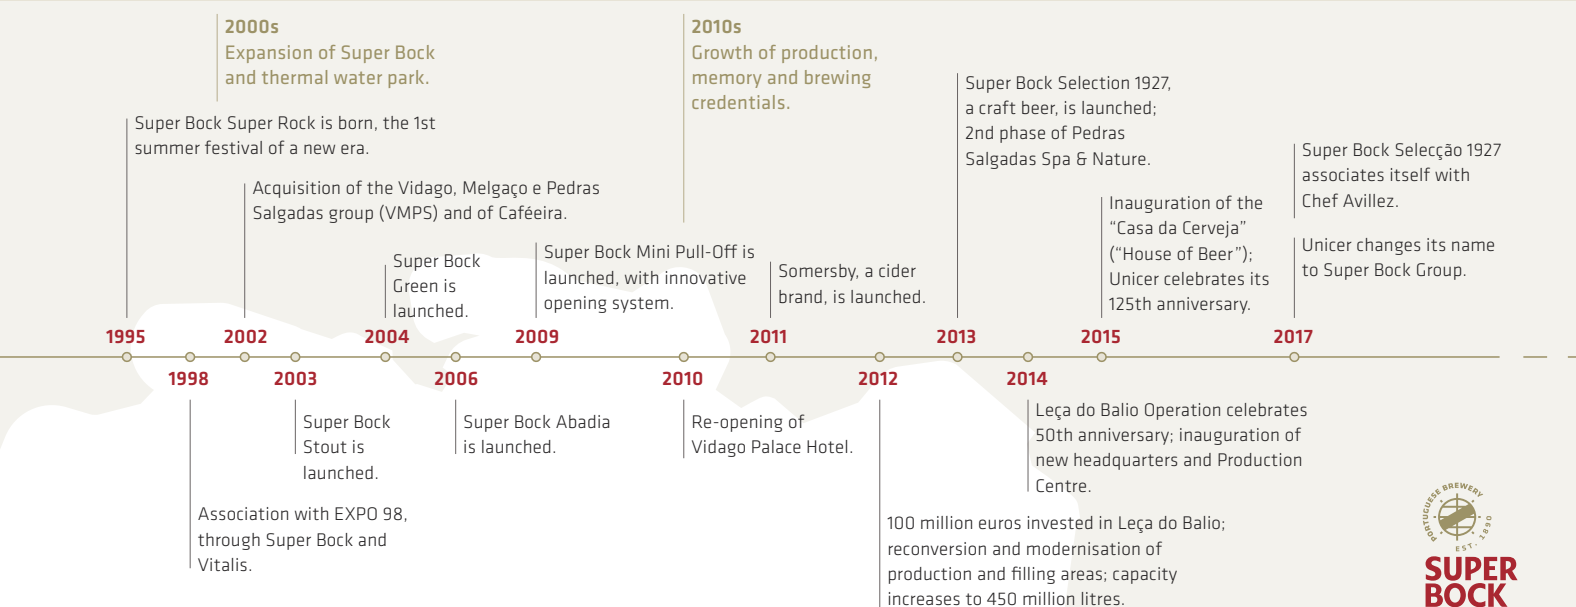 2000s
Expansion of Super Bock
and thermal water park.
2010s
Growth of production,
memory and brewing
credentials.
Super Bock Super Rock is born, the 1st
summer festival of a new era.
Acquisition of the Vidago, Melgaço e Pedras
Salgadas group (VMPS) and of Caféeira.
Super Bock
Green is
launched.
Super Bock Mini Pull-Off is
launched, with innovative
opening system.
Somersby, a cider
brand, is launched.
Super Bock Selection 1927,
a craft beer, is launched;
2nd phase of Pedras
Salgadas Spa & Nature.
Inauguration of the
“Casa da Cerveja”
(“House of Beer”);
Unicer celebrates its
125th anniversary.
Super Bock Selecção 1927
associates itself with
Chef Avillez.
Unicer changes its name
to Super Bock Group.
1995
2002
2004
2009
2011
2013
2015
2017
1998
2003
2006
2010
2012
2014
Association with EXPO 98,
through Super Bock and
Vitalis.
Super Bock
Stout is
launched.
Super Bock Abadia
is launched.
Re-opening of
Vidago Palace Hotel.
100 million euros invested in Leça do Balio;
reconversion and modernisation of
production and filling areas; capacity
increases to 450 million litres.
Leça do Balio Operation celebrates
50th anniversary; inauguration of
new headquarters and Production
Centre.
PORTUGUESE BREWERY
EST. 1890
SUPER
BOCK